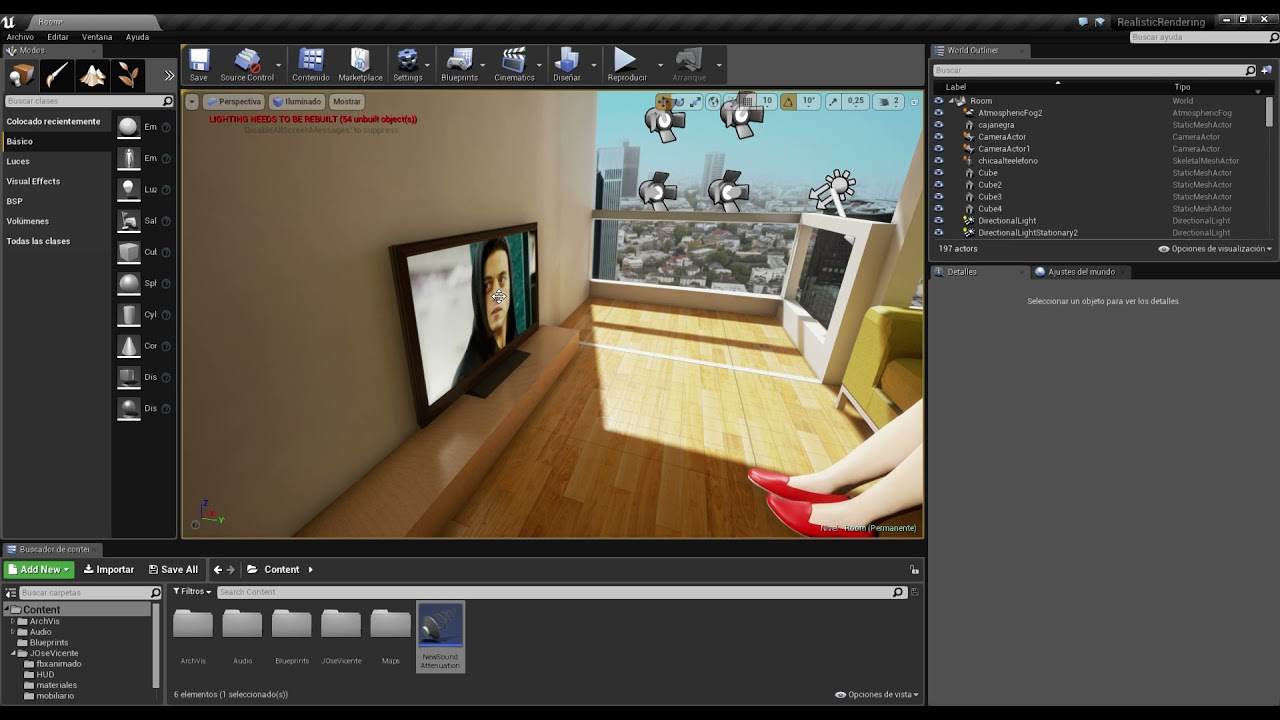 Room
RealisticRendering
Archivo Editar Ventana Ayuda
Buscar ayuda
Modes
Buscar clases
Colocado recientemente
Básico
Luces
Visual Effects
BSP
Volúmenes
Todas las clases
Em
Em
Luz
Sal
Cul
Spl
Cyl
Cor
Dis
Dis
Save Source Control Contenido Marketplace Settings Blueprints Cinematics Diseñar Reproducir Arranque
Perspectiva Iluminado Mostrar 10 10° 0,25 2
LIGHTING NEEDS TO BE REBUILT (54 unbuilt object(s))
'DisableAllScreenMessages' to suppress
Z
X
Y
Nivel: Room (Permanente)
World Outliner
Buscar
Label Tipo
Room World
AtmosphericFog2 AtmosphericFog
cajanegra StaticMeshActor
CameraActor CameraActor
CameraActor1 CameraActor
chicaalteelefono SkeletalMeshActor
Cube StaticMeshActor
Cube2 StaticMeshActor
Cube3 StaticMeshActor
Cube4 StaticMeshActor
DirectionalLight DirectionalLight
DirectionalLightStationary2 DirectionalLight
197 actors Opciones de visualización
Detalles Ajustes del mundo
Seleccionar un objeto para ver los detalles
Buscador de conte
Add New Importar Save All Content
Buscar carpetas
Content
ArchVis
Audio
Blueprints
JOseVicente
fbxanimado
HUD
materiales
mobiliario
Filtros Search Content
ArchVis Audio Blueprints JOseVicente Maps NewSound
Attenuation
6 elementos (1 seleccionado(s)) Opciones de vista